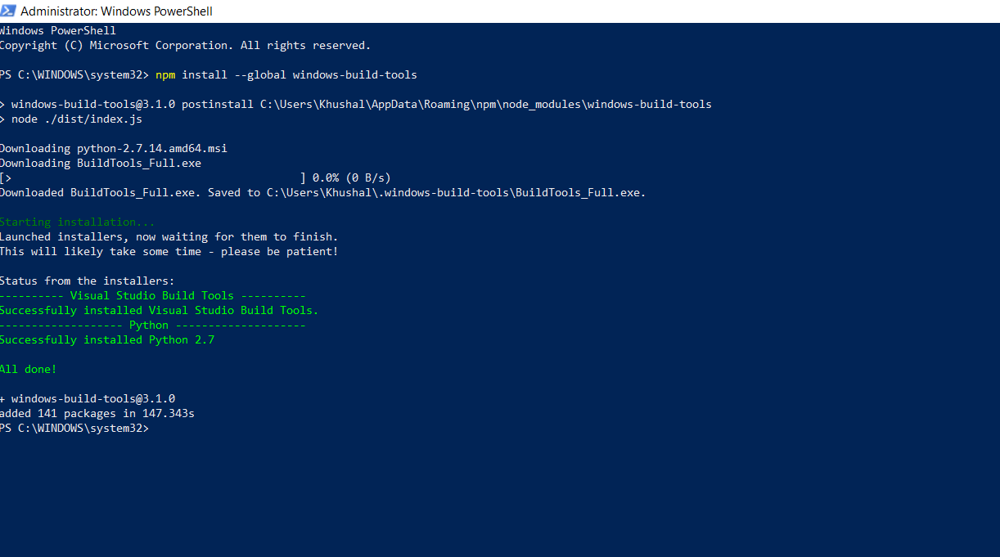 Administrator: Windows PowerShell
Windows PowerShell
Copyright (C) Microsoft Corporation. All rights reserved.
PS C:\WINDOWS\system32> npm install --global windows-build-tools
> windows-build-tools@3.1.0 postinstall C:\Users\Khushal\AppData\Roaming\npm\node_modules\windows-build-tools
> node ./dist/index.js
Downloading python-2.7.14.amd64.msi
Downloading BuildTools_Full.exe
[>                                            ] 0.0% (0 B/s)
Downloaded BuildTools_Full.exe. Saved to C:\Users\Khushal\.windows-build-tools\BuildTools_Full.exe.
Starting installation...
Launched installers, now waiting for them to finish.
This will likely take some time - please be patient!
Status from the installers:
---------- Visual Studio Build Tools ----------
Successfully installed Visual Studio Build Tools.
------------------- Python --------------------
Successfully installed Python 2.7
All done!
+ windows-build-tools@3.1.0
added 141 packages in 147.343s
PS C:\WINDOWS\system32>